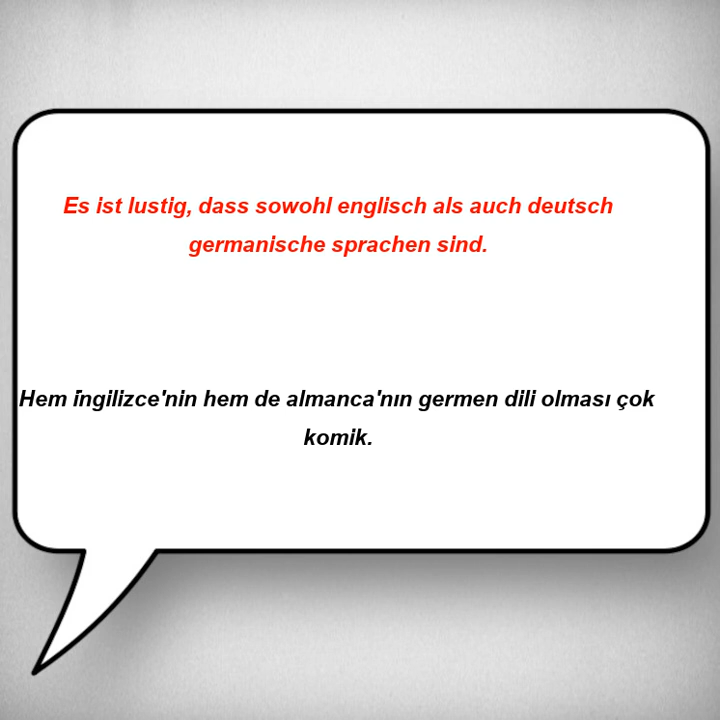 Es ist lustig, dass sowohl englisch als auch deutsch
germanische sprachen sind.
Hem ingilizce'nin hem de almanca'nın germen dili olması çok
komik.